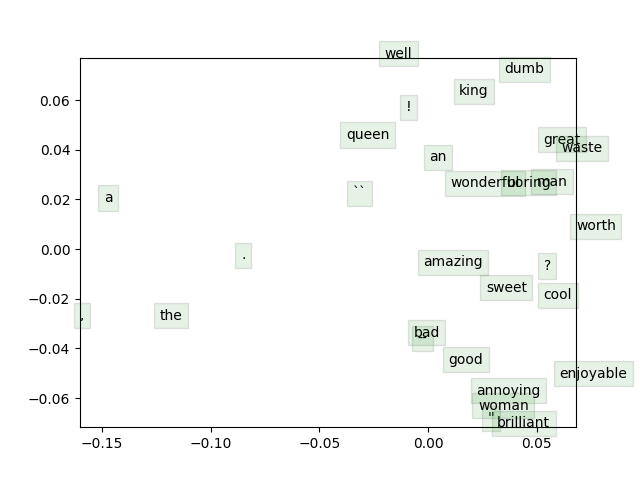 well
dumb
king
0.06
!
queen
great
waste
0.04
an
wonderful
boring
man
``
0.02
a
worth
0.00
.
amazing
?
sweet
cool
−0.02
,
the
bad
−0.04
good
enjoyable
annoying
−0.06
woman
"
brilliant
−0.15
−0.10
−0.05
0.00
0.05